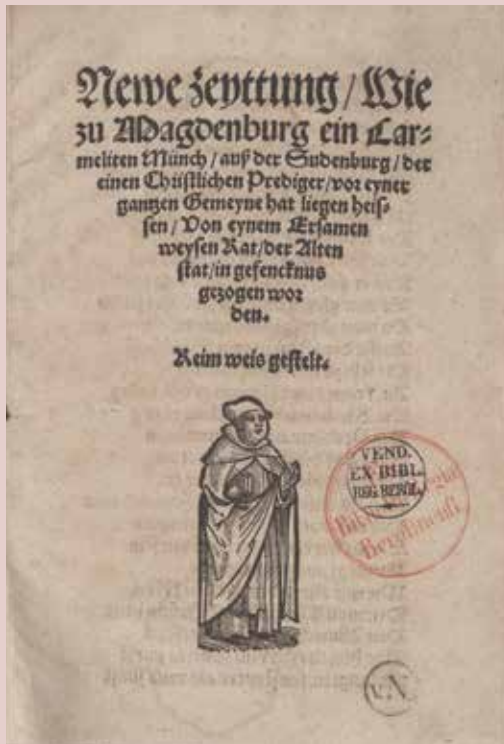 Newe zeyttung / Wie
zu Magdenburg ein Car-
meliten Münch / auß der Sudenburg / der
einen Christlichen Prediger / vor eyner
gantzen Gemeyne hat liegen heis-
sen / Von eynem Ersamen
weysen Rat / der Alten
stat / in gefencknus
gezogen wor
den.
Reim weis gestelt.
VEND.
EX BIBL.
REG. BEROL.
v.N